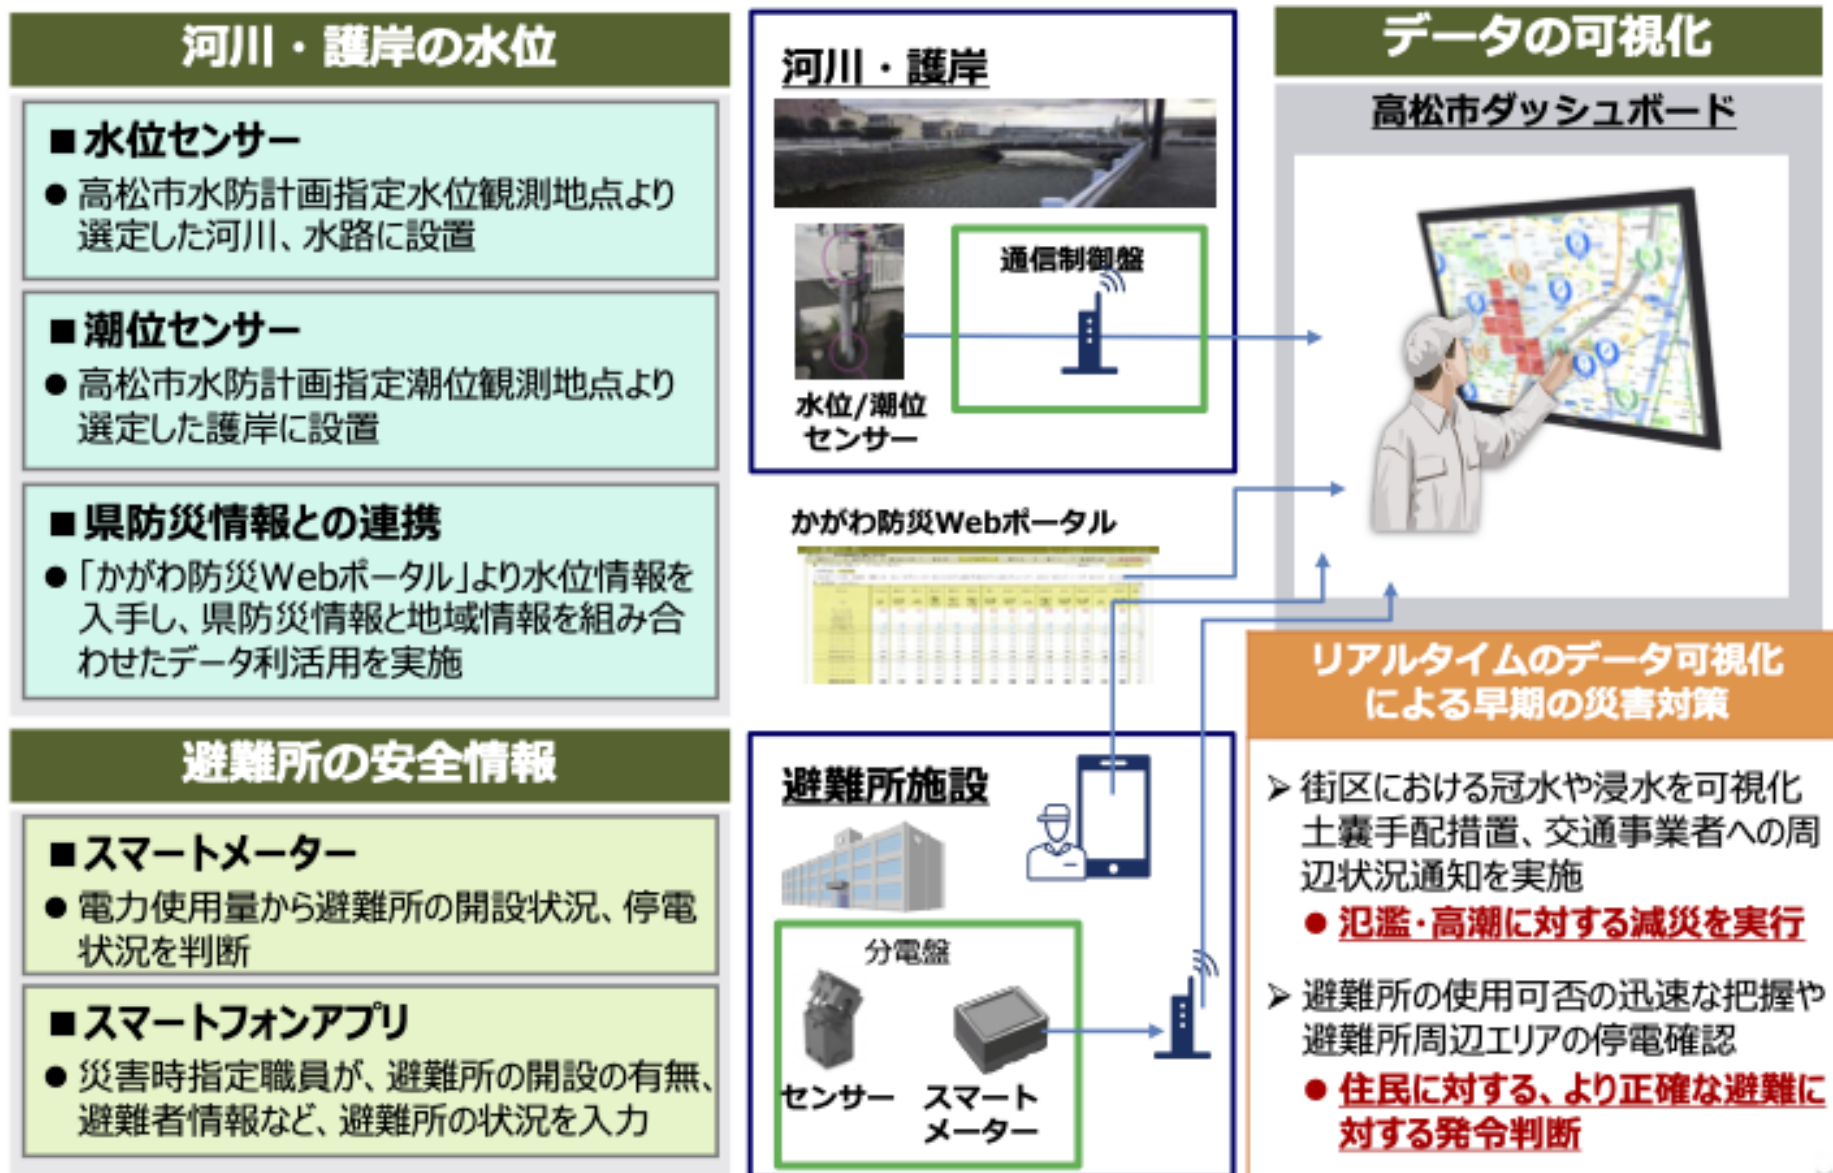 河川・護岸の水位
■水位センサー
● 高松市水防計画指定水位観測地点より
選定した河川、水路に設置
■潮位センサー
● 高松市水防計画指定潮位観測地点より
選定した護岸に設置
■県防災情報との連携
● 「かがわ防災Webポータル」より水位情報を
入手し、県防災情報と地域情報を組み合
わせたデータ利活用を実施
避難所の安全情報
■スマートメーター
● 電力使用量から避難所の開設状況、停電
状況を判断
■スマートフォンアプリ
● 災害時指定職員が、避難所の開設の有無、
避難者情報など、避難所の状況を入力
河川・護岸
通信制御盤
水位/潮位
センサー
かがわ防災Webポータル
避難所施設
分電盤
センサー
スマート
メーター
データの可視化
高松市ダッシュボード
リアルタイムのデータ可視化
による早期の災害対策
➢ 街区における冠水や浸水を可視化
土嚢手配措置、交通事業者への周
辺状況通知を実施
● 氾濫・高潮に対する減災を実行
➢ 避難所の使用可否の迅速な把握や
避難所周辺エリアの停電確認
● 住民に対する、より正確な避難に
対する発令判断